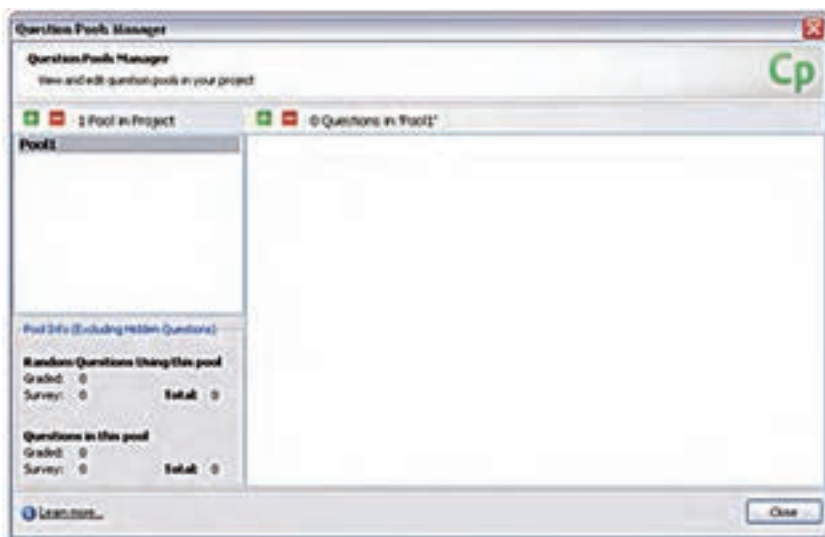 Question Pools Manager
Question Pools Manager
View and edit question pools in your project
Cp
1 Pool in Project
0 Questions in 'Pool1'
Pool1
Pool Info (Excluding Hidden Questions)
Random Questions Using this pool
Graded: 0
Survey: 0 Total: 0
Questions in this pool
Graded: 0
Survey: 0 Total: 0
Learn more...
Close